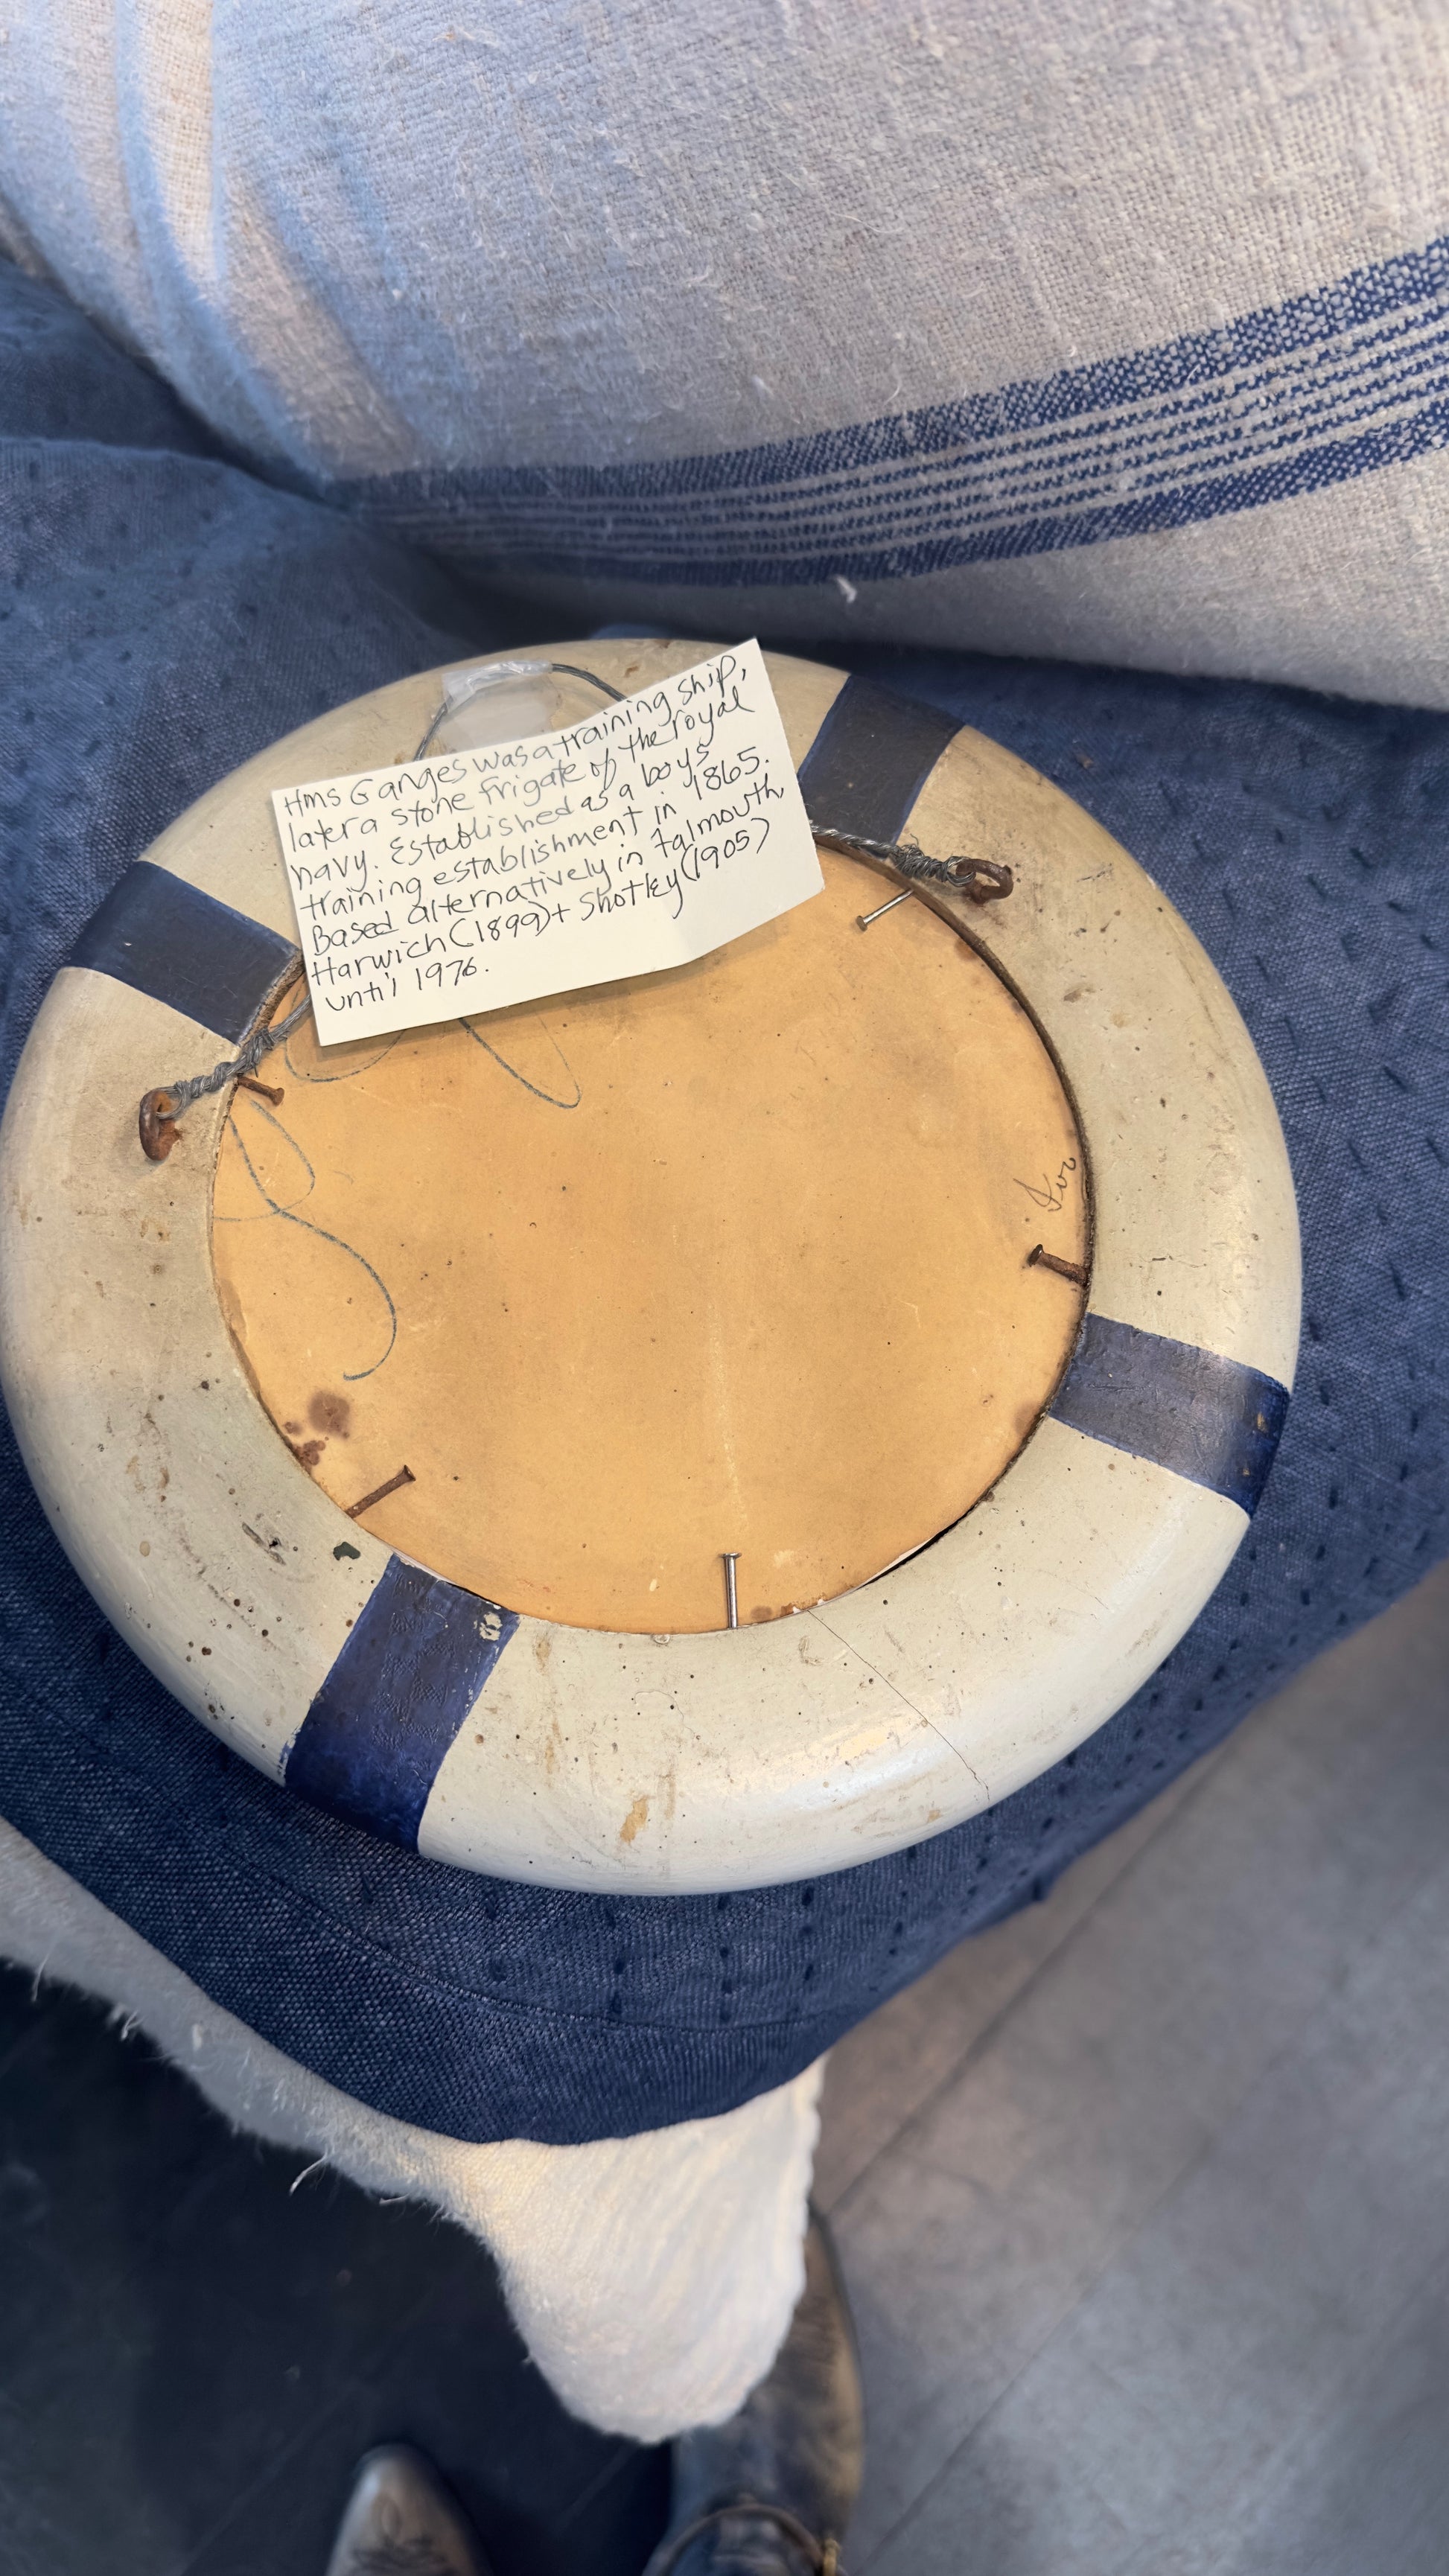 Hms Ganges was a training ship,
later a stone frigate of the royal
navy. Established as a boys
training establishment in 1865.
Based alternatively in Falmouth,
Harwich (1899) + Shotley (1905)
until 1976.